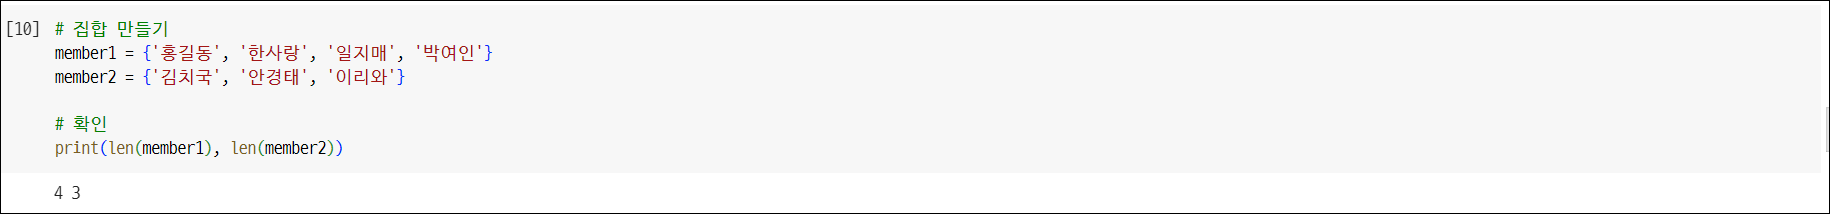 [10] # 집합 만들기
member1 = {'홍길동', '한사랑', '일지매', '박여인'}
member2 = {'김치국', '안경태', '이리와'}
# 확인
print(len(member1), len(member2))
4 3